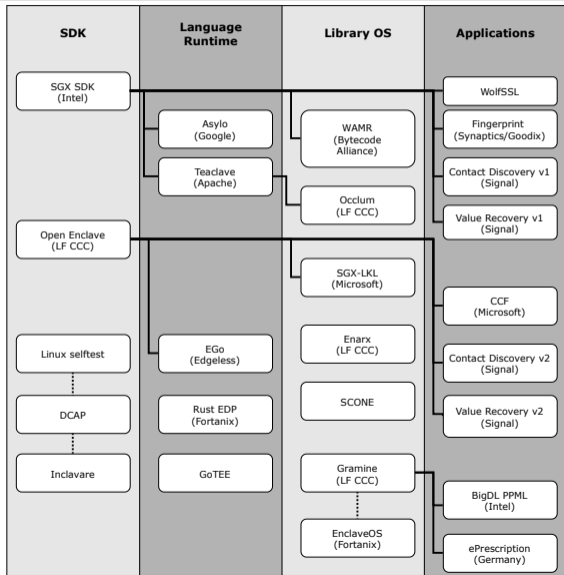 SDK
Language
Runtime
Library OS
Applications
SGX SDK
(Intel)
Asylo
(Google)
Teaclave
(Apache)
WAMR
(Bytecode
Alliance)
Occlum
(LF CCC)
WolfSSL
Fingerprint
(Synaptics/Goodix)
Contact Discovery v1
(Signal)
Value Recovery v1
(Signal)
Open Enclave
(LF CCC)
SGX-LKL
(Microsoft)
CCF
(Microsoft)
Linux selftest
EGo
(Edgeless)
Enarx
(LF CCC)
Contact Discovery v2
(Signal)
DCAP
Rust EDP
(Fortanix)
SCONE
Value Recovery v2
(Signal)
Inclavare
GoTEE
Gramine
(LF CCC)
BigDL PPML
(Intel)
EnclaveOS
(Fortanix)
ePrescription
(Germany)